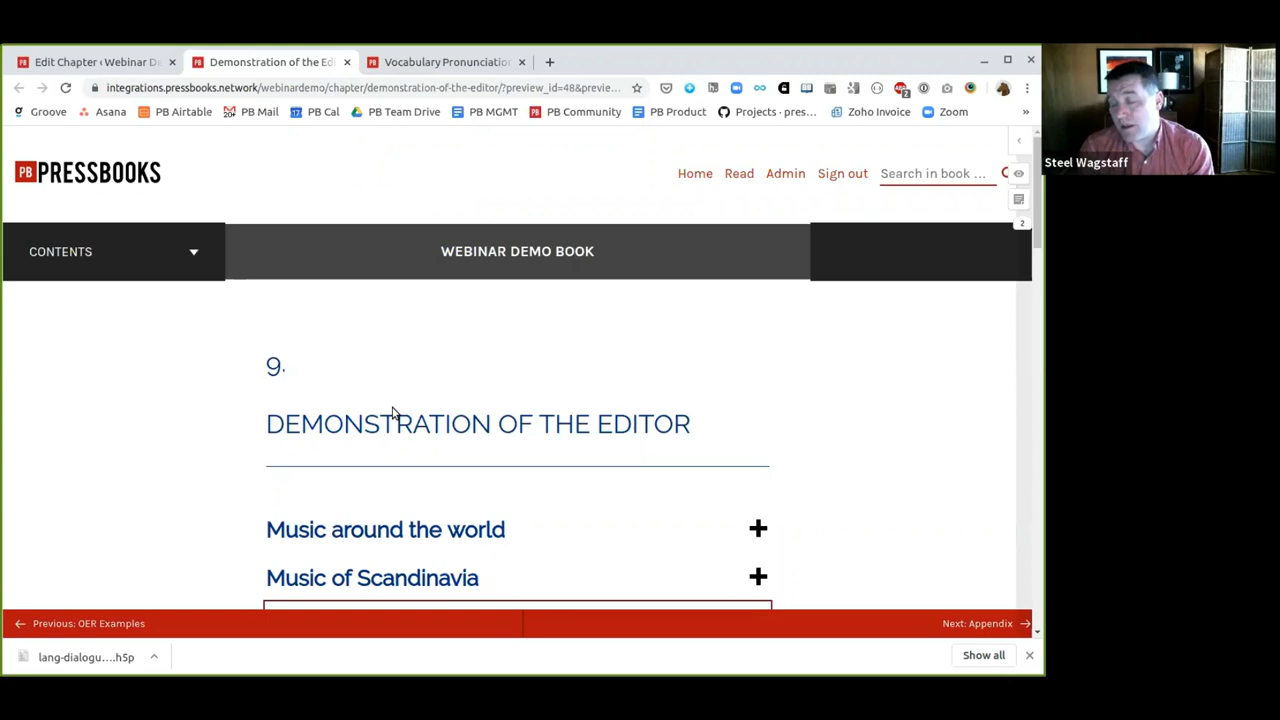 Edit Chapter ‹ Webinar De
Demonstration of the Ed
Vocabulary Pronunciatio
integrations.pressbooks.network/webinardemo/chapter/demonstration-of-the-editor/?preview_id=48&previe...
Groove
Asana
PB Airtable
PB Mail
PB Cal
PB Team Drive
PB MGMT
PB Community
PB Product
Projects · pres...
Zoho Invoice
Zoom
»
Steel Wagstaff
PB PRESSBOOKS
Home Read Admin Sign out Search in book ...
2
CONTENTS
WEBINAR DEMO BOOK
9.
DEMONSTRATION OF THE EDITOR
Music around the world
Music of Scandinavia
Previous: OER Examples
Next: Appendix
lang-dialogu....h5p
Show all